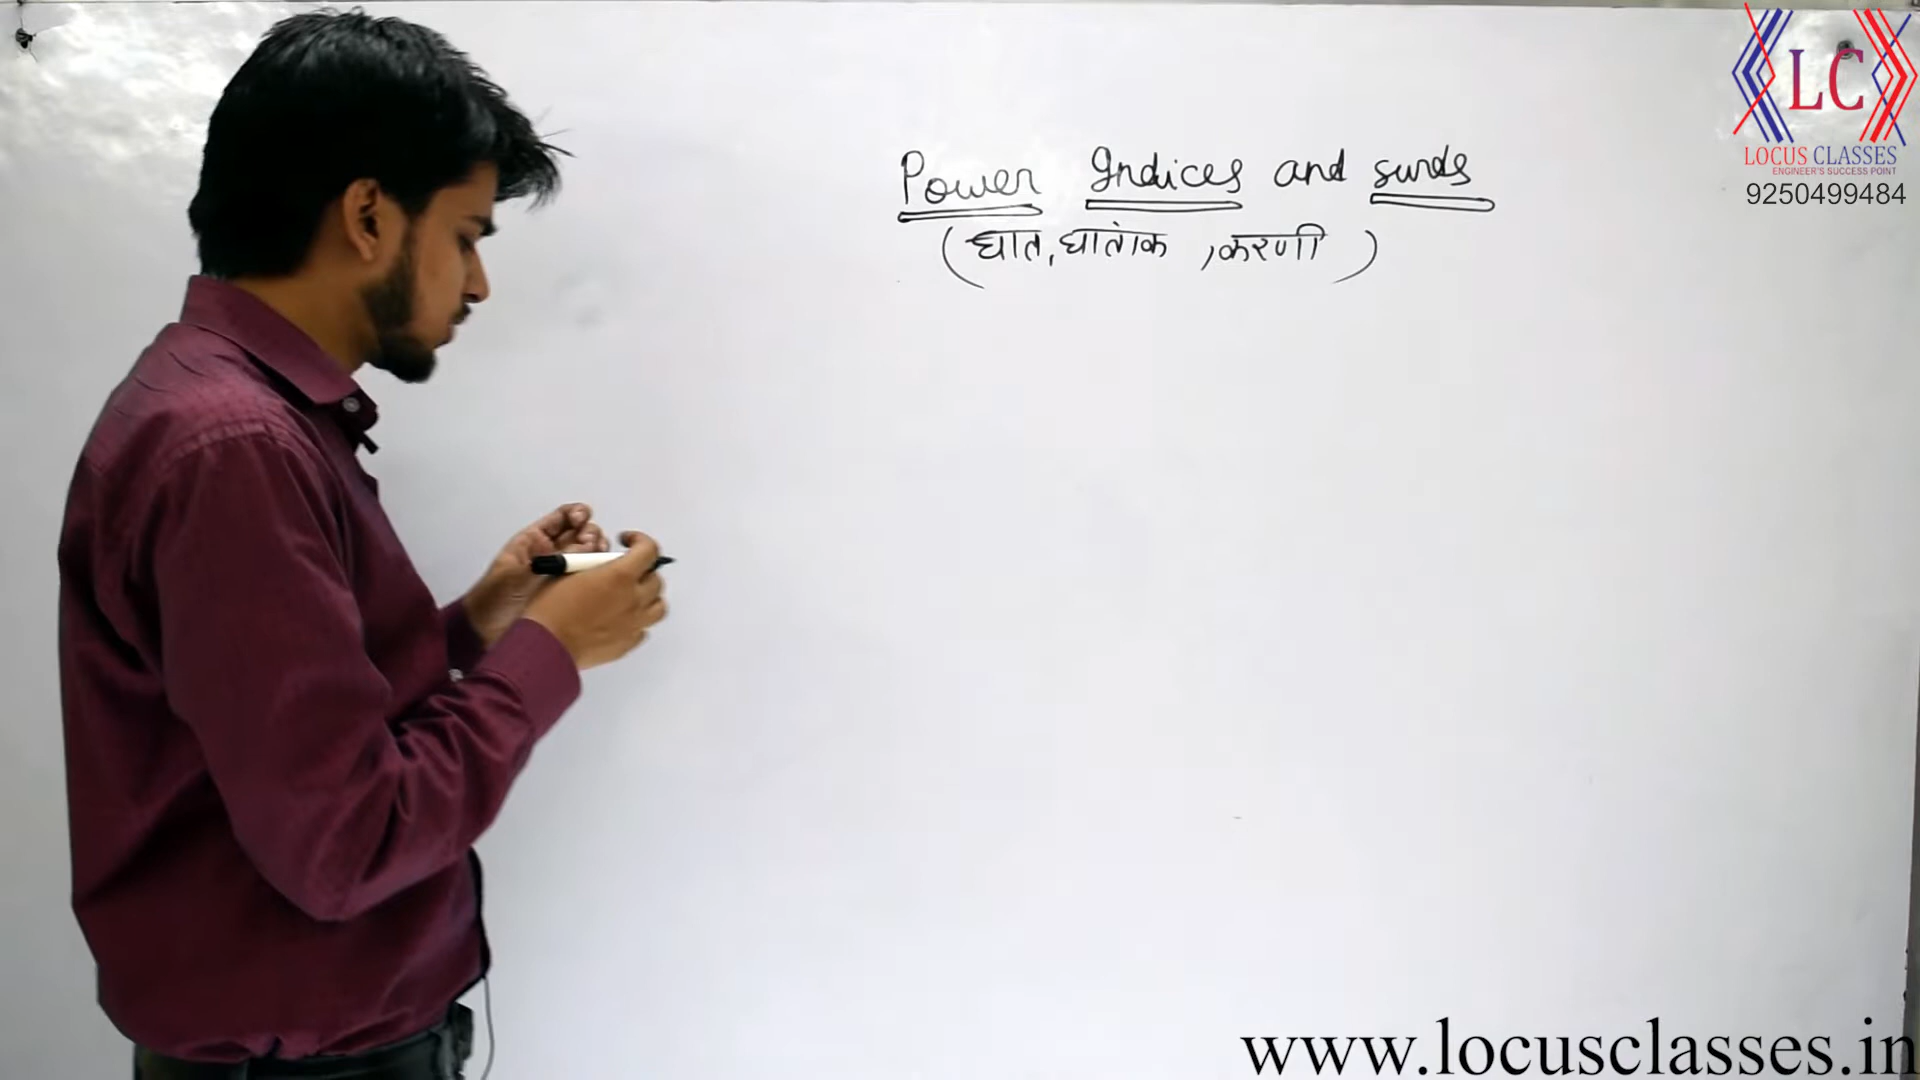 Power Indices and surds
(घात, घातांक , करणी )
LC
LOCUS CLASSES
ENGINEER'S SUCCESS POINT
9250499484
www.locusclasses.in